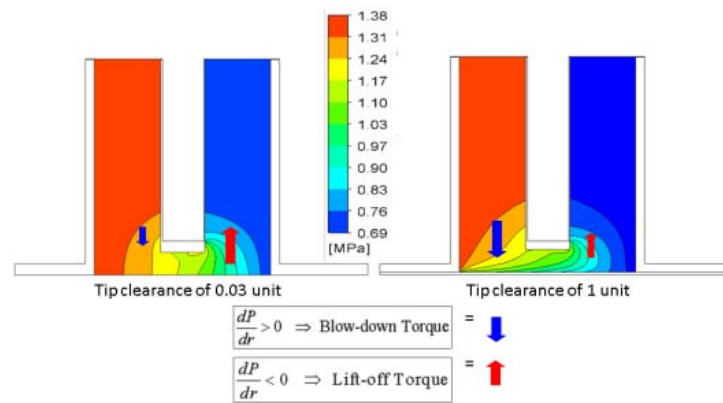 1.38
1.31
1.24
1.17
1.10
1.03
0.97
0.90
0.83
0.76
0.69
[MPa]
Tip clearance of 0.03 unit
Tip clearance of 1 unit
dP/dr > 0 ⇒ Blow-down Torque =
dP/dr < 0 ⇒ Lift-off Torque =